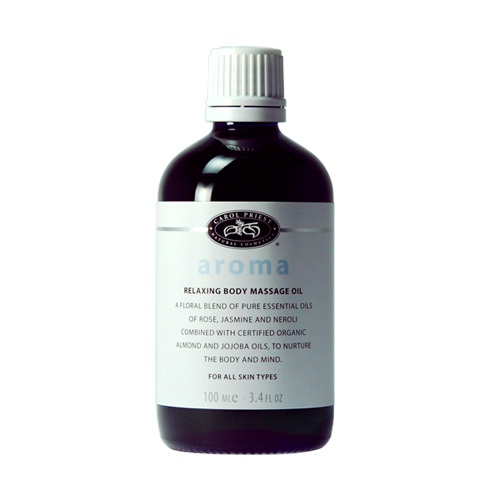 CAROL PRIEST
NATURAL COSMETICS
®
aroma
RELAXING BODY MASSAGE OIL
A FLORAL BLEND OF PURE ESSENTIAL OILS
OF ROSE, JASMINE AND NEROLI
COMBINED WITH CERTIFIED ORGANIC
ALMOND AND JOJOBA OILS, TO NURTURE
THE BODY AND MIND.
FOR ALL SKIN TYPES
100 MLe - 3.4 FL OZ